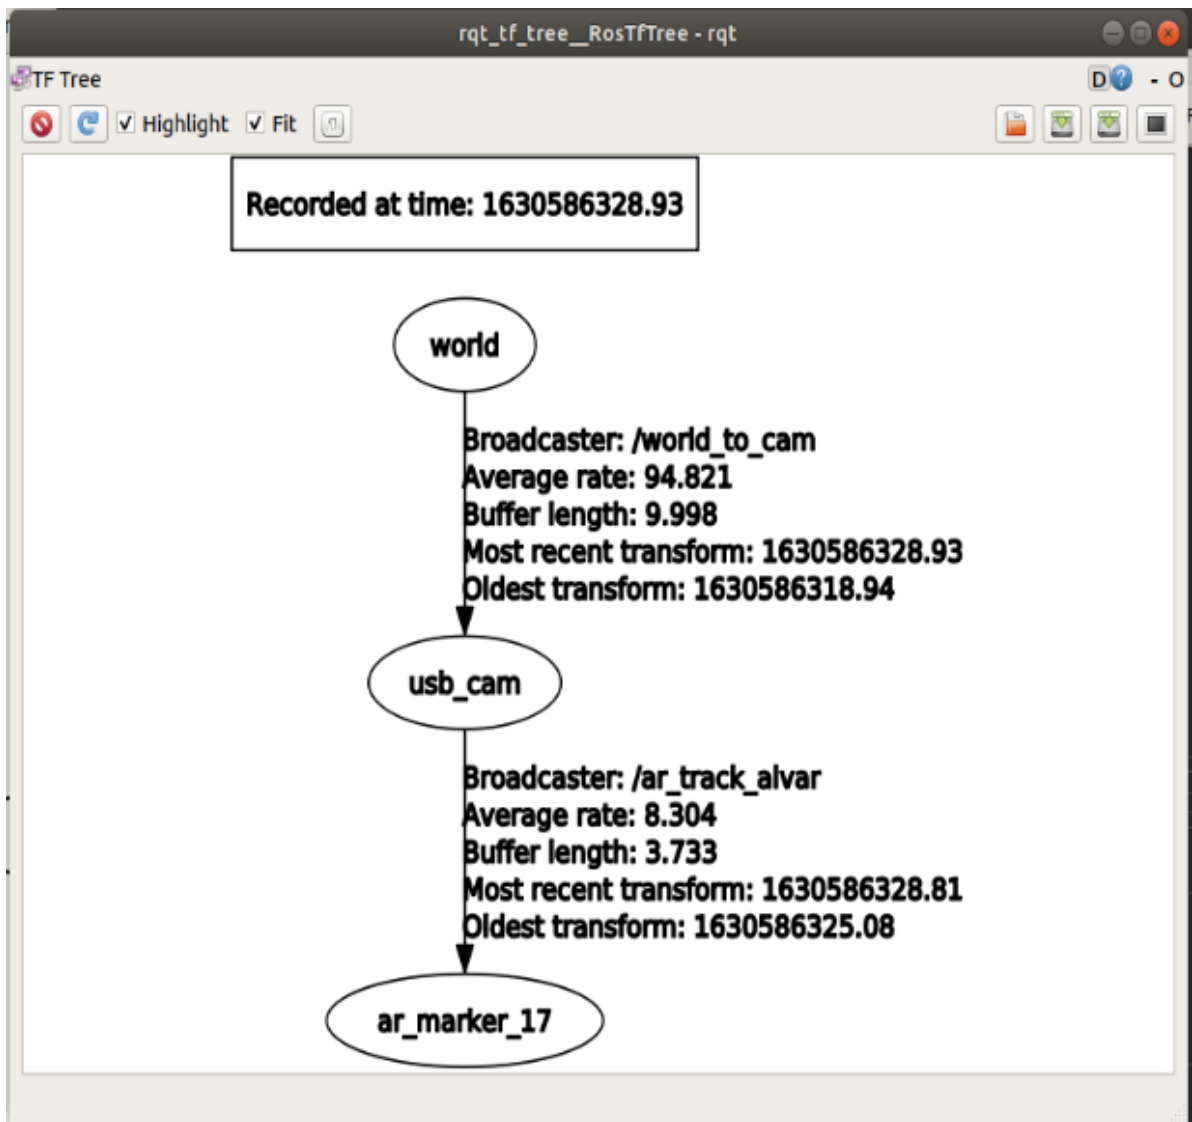 rqt_tf_tree__RosTfTree - rqt
TF Tree
D ? - O
Highlight Fit
Recorded at time: 1630586328.93
world
Broadcaster: /world_to_cam
Average rate: 94.821
Buffer length: 9.998
Most recent transform: 1630586328.93
Oldest transform: 1630586318.94
usb_cam
Broadcaster: /ar_track_alvar
Average rate: 8.304
Buffer length: 3.733
Most recent transform: 1630586328.81
Oldest transform: 1630586325.08
ar_marker_17